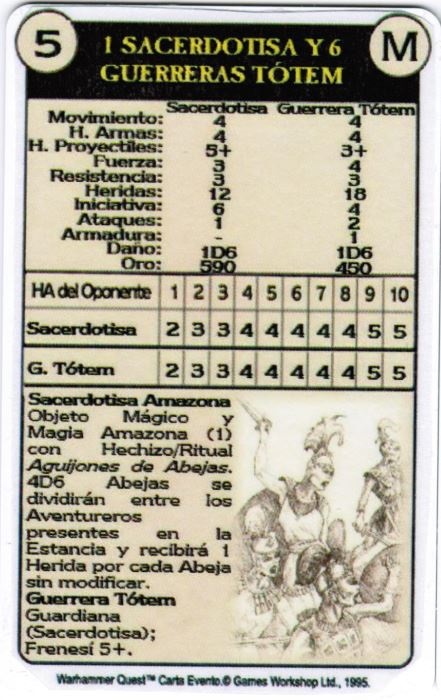 5
1 SACERDOTISA Y 6
M
GUERRERAS TÓTEM
Sacerdotisa Guerrera Tótem
Movimiento: 4 4
H. Armas: 4 4
H. Proyectiles: 5+ 3+
Fuerza: 3 4
Resistencia: 3 3
Heridas: 12 18
Iniciativa: 6 4
Ataques: 1 2
Armadura: - 1
Daño: 1D6 1D6
Oro: 590 450
HA del Oponente 1 2 3 4 5 6 7 8 9 10
Sacerdotisa 2 3 3 4 4 4 4 4 5 5
G. Tótem 2 3 3 4 4 4 4 4 5 5
Sacerdotisa Amazona
Objeto Mágico y
Magia Amazona (1)
con Hechizo/Ritual
Aguijones de Abejas.
4D6 Abejas se
dividirán entre los
Aventureros
presentes en la
Estancia y recibirá 1
Herida por cada Abeja
sin modificar.
Guerrera Tótem
Guardiana
(Sacerdotisa);
Frenesí 5+.
Warhammer Quest™ Carta Evento.© Games Workshop Ltd., 1995.